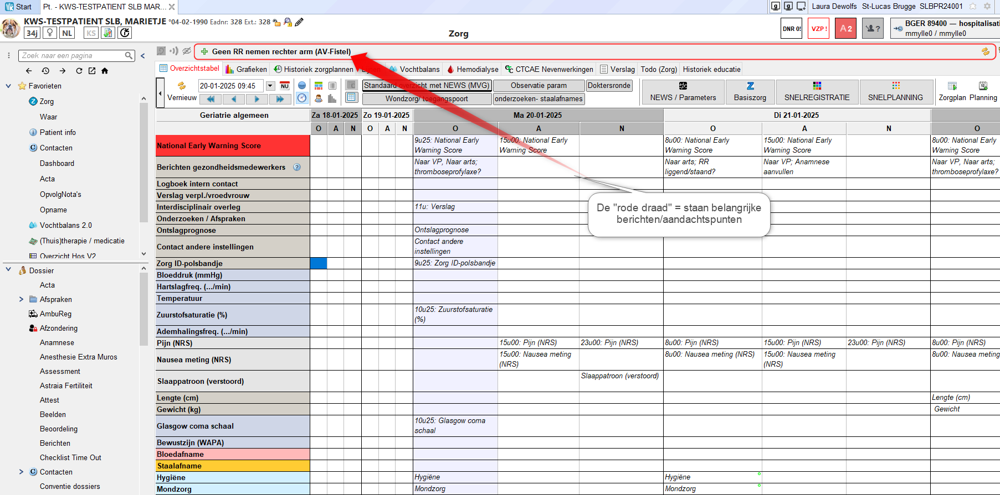 Start
Pt. - KWS-TESTPATIENT SLB MAR...
Laura Dewolfs St-Lucas Brugge SLBPR24001
KWS-TESTPATIENT SLB, MARIETJE °04-02-1990 Eadnr: 328 Ext.: 328
34j NL KS
Zorg
DNR 0! VZP ! A 2 ?
BGER 89400 — hospitalisati
mmylle0 / mmylle0
Zoek naar een pagina
Geen RR nemen rechter arm (AV-Fistel)
Overzichtstabel Grafieken Historiek zorgplannen Vochtbalans Hemodialyse CTCAE Nevenwerkingen Verslag Todo (Zorg) Historiek educatie
Vernieuw
20-01-2025 09:45 NU
Standaard overzicht met NEWS (MVG) Observatie param Doktersronde
Wondzorg/ toegangspoort onderzoeken- staalafnames
NEWS / Parameters Basiszorg SNELREGISTRATIE SNELPLANNING Zorgplan Planning
Favorieten
Zorg
Waar
Patient info
Contacten
Dashboard
Acta
OpvolgNota's
Opname
Vochtbalans 2.0
(Thuis)therapie / medicatie
Overzicht Hos V2
Dossier
Acta
Afspraken
AmbuReg
Afzondering
Anamnese
Anesthesie Extra Muros
Assessment
Astraia Fertiliteit
Attest
Beelden
Beoordeling
Berichten
Checklist Time Out
Contacten
Conventie dossiers
Geriatrie algemeen Za 18-01-2025 Zo 19-01-2025 Ma 20-01-2025 Di 21-01-2025
O A N O A N O A N O A N O
National Early Warning Score
9u25: National Early Warning Score
15u00: National Early Warning Score
8u00: National Early Warning Score
15u00: National Early Warning Score
8u00: National Early Warning Score
Berichten gezondheidsmedewerkers ?
Naar VP, Naar arts; thromboseprofylaxe?
Naar arts; RR liggend/staand?
Naar VP; Anamnese aanvullen
Naar VP, Naar arts; thromboseprofylaxe?
Logboek intern contact
Verslag verpl./vroedvrouw
Interdisciplinair overleg 11u: Verslag
Onderzoeken / Afspraken
Ontslagprognose Ontslagprognose
Contact andere instellingen Contact andere instellingen
Zorg ID-polsbandje 9u25: Zorg ID-polsbandje
Bloeddruk (mmHg)
Hartslagfreq. (.../min)
Temperatuur
Zuurstofsaturatie (%) 10u25: Zuurstofsaturatie (%)
Ademhalingsfreq. (.../min)
Pijn (NRS) 15u00: Pijn (NRS) 23u00: Pijn (NRS) 8u00: Pijn (NRS) 15u00: Pijn (NRS) 23u00: Pijn (NRS) 8u00: Pijn (NRS)
Nausea meting (NRS) 15u00: Nausea meting (NRS) 8u00: Nausea meting (NRS) 15u00: Nausea meting (NRS) 8u00: Nausea meting
Slaappatroon (verstoord) Slaappatroon (verstoord)
Lengte (cm) Lengte (cm)
Gewicht (kg) Gewicht
Glasgow coma schaal 10u25: Glasgow coma schaal
Bewustzijn (WAPA)
Bloedafname
Staalafname
Hygiëne Hygiëne Hygiëne
Mondzorg Mondzorg Mondzorg
De "rode draad" = staan belangrijke
berichten/aandachtspunten